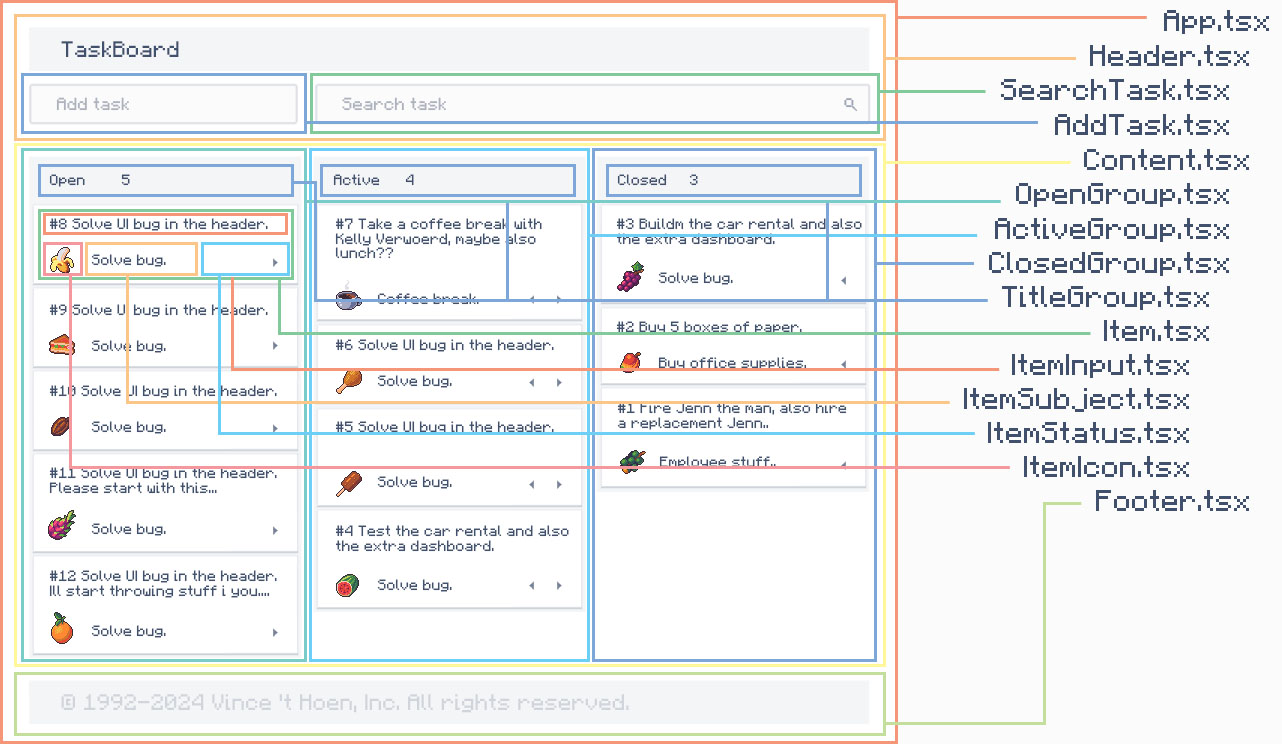 TaskBoard
Add task
Search task
Open 5
#8 Solve UI bug in the header.
Solve bug.
#9 Solve UI bug in the header.
Solve bug.
#10 Solve UI bug in the header.
Solve bug.
#11 Solve UI bug in the header.
Please start with this...
Solve bug.
#12 Solve UI bug in the header.
Ill start throwing stuff i you....
Solve bug.
Active 4
#7 Take a coffee break with
Kelly Verwoerd, maybe also
lunch??
Coffee break.
#6 Solve UI bug in the header.
Solve bug.
#5 Solve UI bug in the header.
Solve bug.
#4 Test the car rental and also
the extra dashboard.
Solve bug.
Closed 3
#3 Buildm the car rental and also
the extra dashboard.
Solve bug.
#2 Buy 5 boxes of paper.
Buy office supplies.
#1 Fire Jenn the man, also hire
a replacement Jenn..
Employee stuff..
© 1992-2024 Vince 't Hoen, Inc. All rights reserved.
App.tsx
Header.tsx
SearchTask.tsx
AddTask.tsx
Content.tsx
OpenGroup.tsx
ActiveGroup.tsx
ClosedGroup.tsx
TitleGroup.tsx
Item.tsx
ItemInput.tsx
ItemSubject.tsx
ItemStatus.tsx
ItemIcon.tsx
Footer.tsx